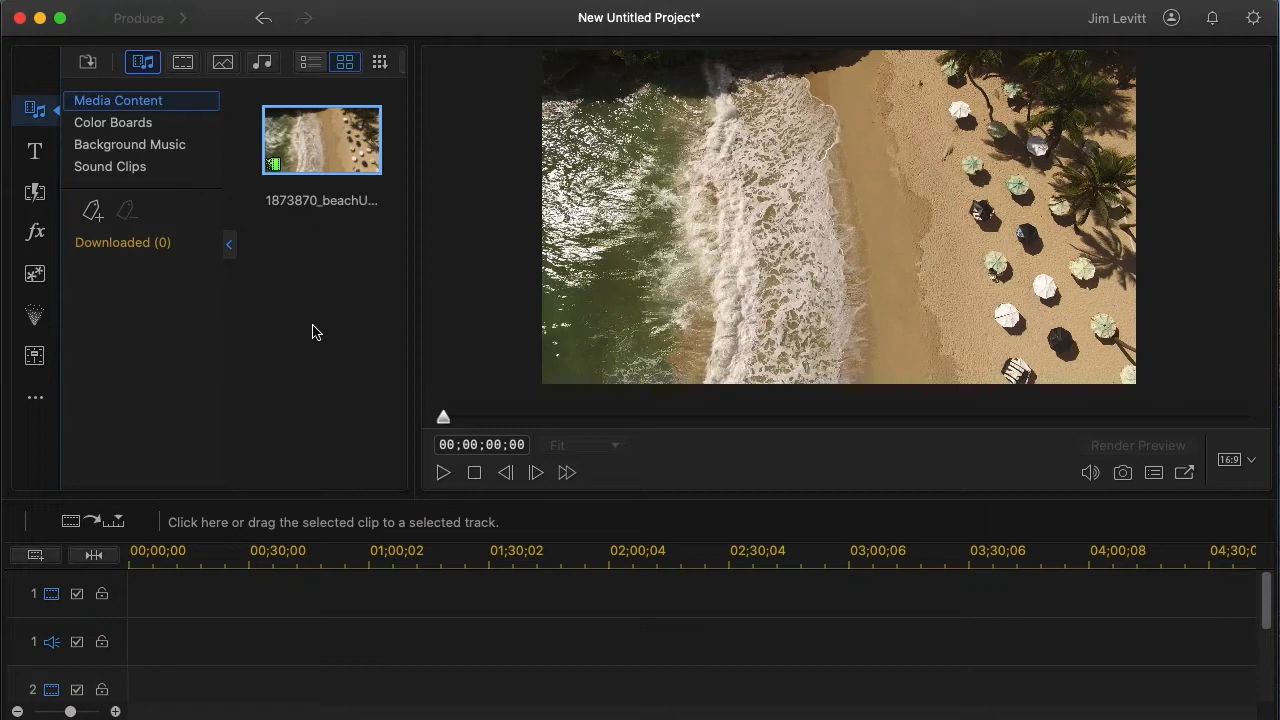 Produce
New Untitled Project*
Jim Levitt
Media Content
Color Boards
Background Music
Sound Clips
Downloaded (0)
1873870_beachU...
T
fx
00;00;00;00
Fit
Render Preview
16:9
Click here or drag the selected clip to a selected track.
00;00;00 00;30;00 01;00;02 01;30;02 02;00;04 02;30;04 03;00;06 03;30;06 04;00;08 04;30;0
1
1
2